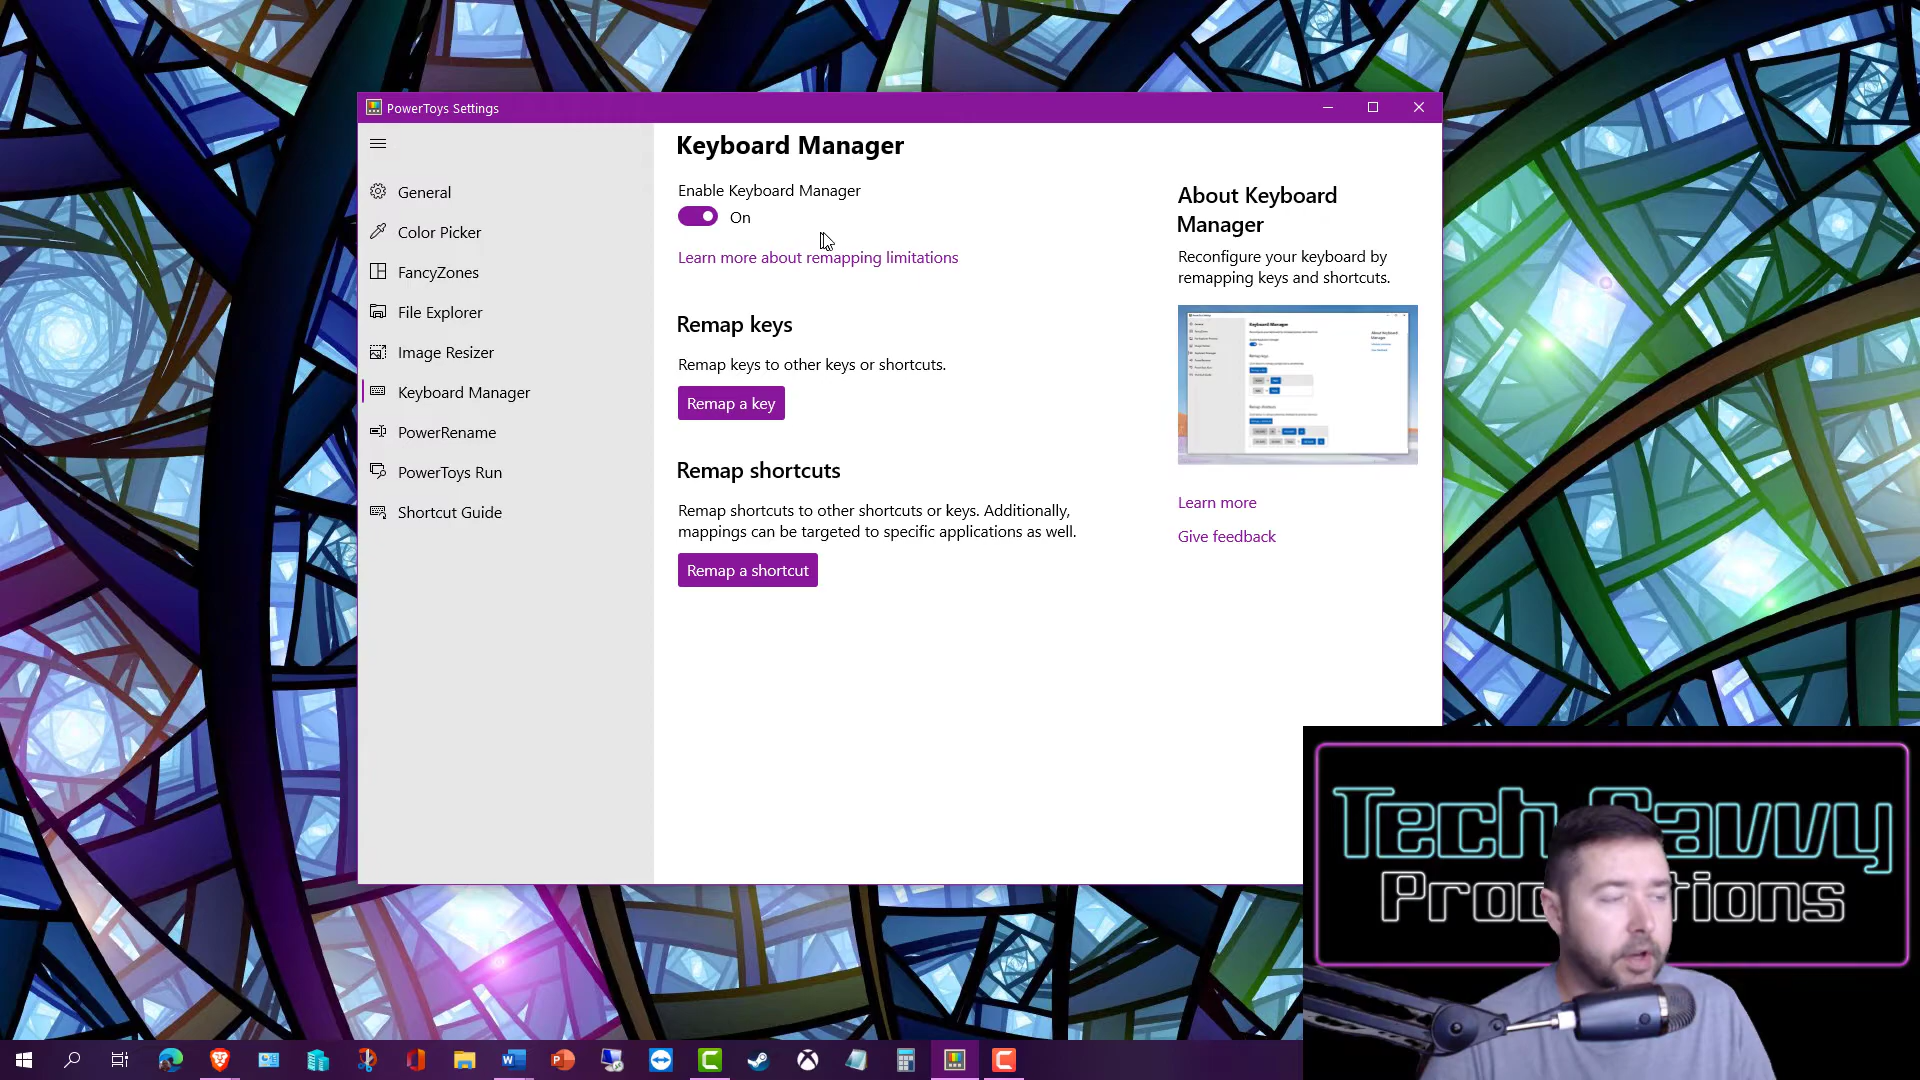 PowerToys Settings
General
Color Picker
FancyZones
File Explorer
Image Resizer
Keyboard Manager
PowerRename
PowerToys Run
Shortcut Guide
Keyboard Manager
Enable Keyboard Manager
On
Learn more about remapping limitations
Remap keys
Remap keys to other keys or shortcuts.
Remap a key
Remap shortcuts
Remap shortcuts to other shortcuts or keys. Additionally,
mappings can be targeted to specific applications as well.
Remap a shortcut
About Keyboard
Manager
Reconfigure your keyboard by
remapping keys and shortcuts.
Learn more
Give feedback
Tech Savvy